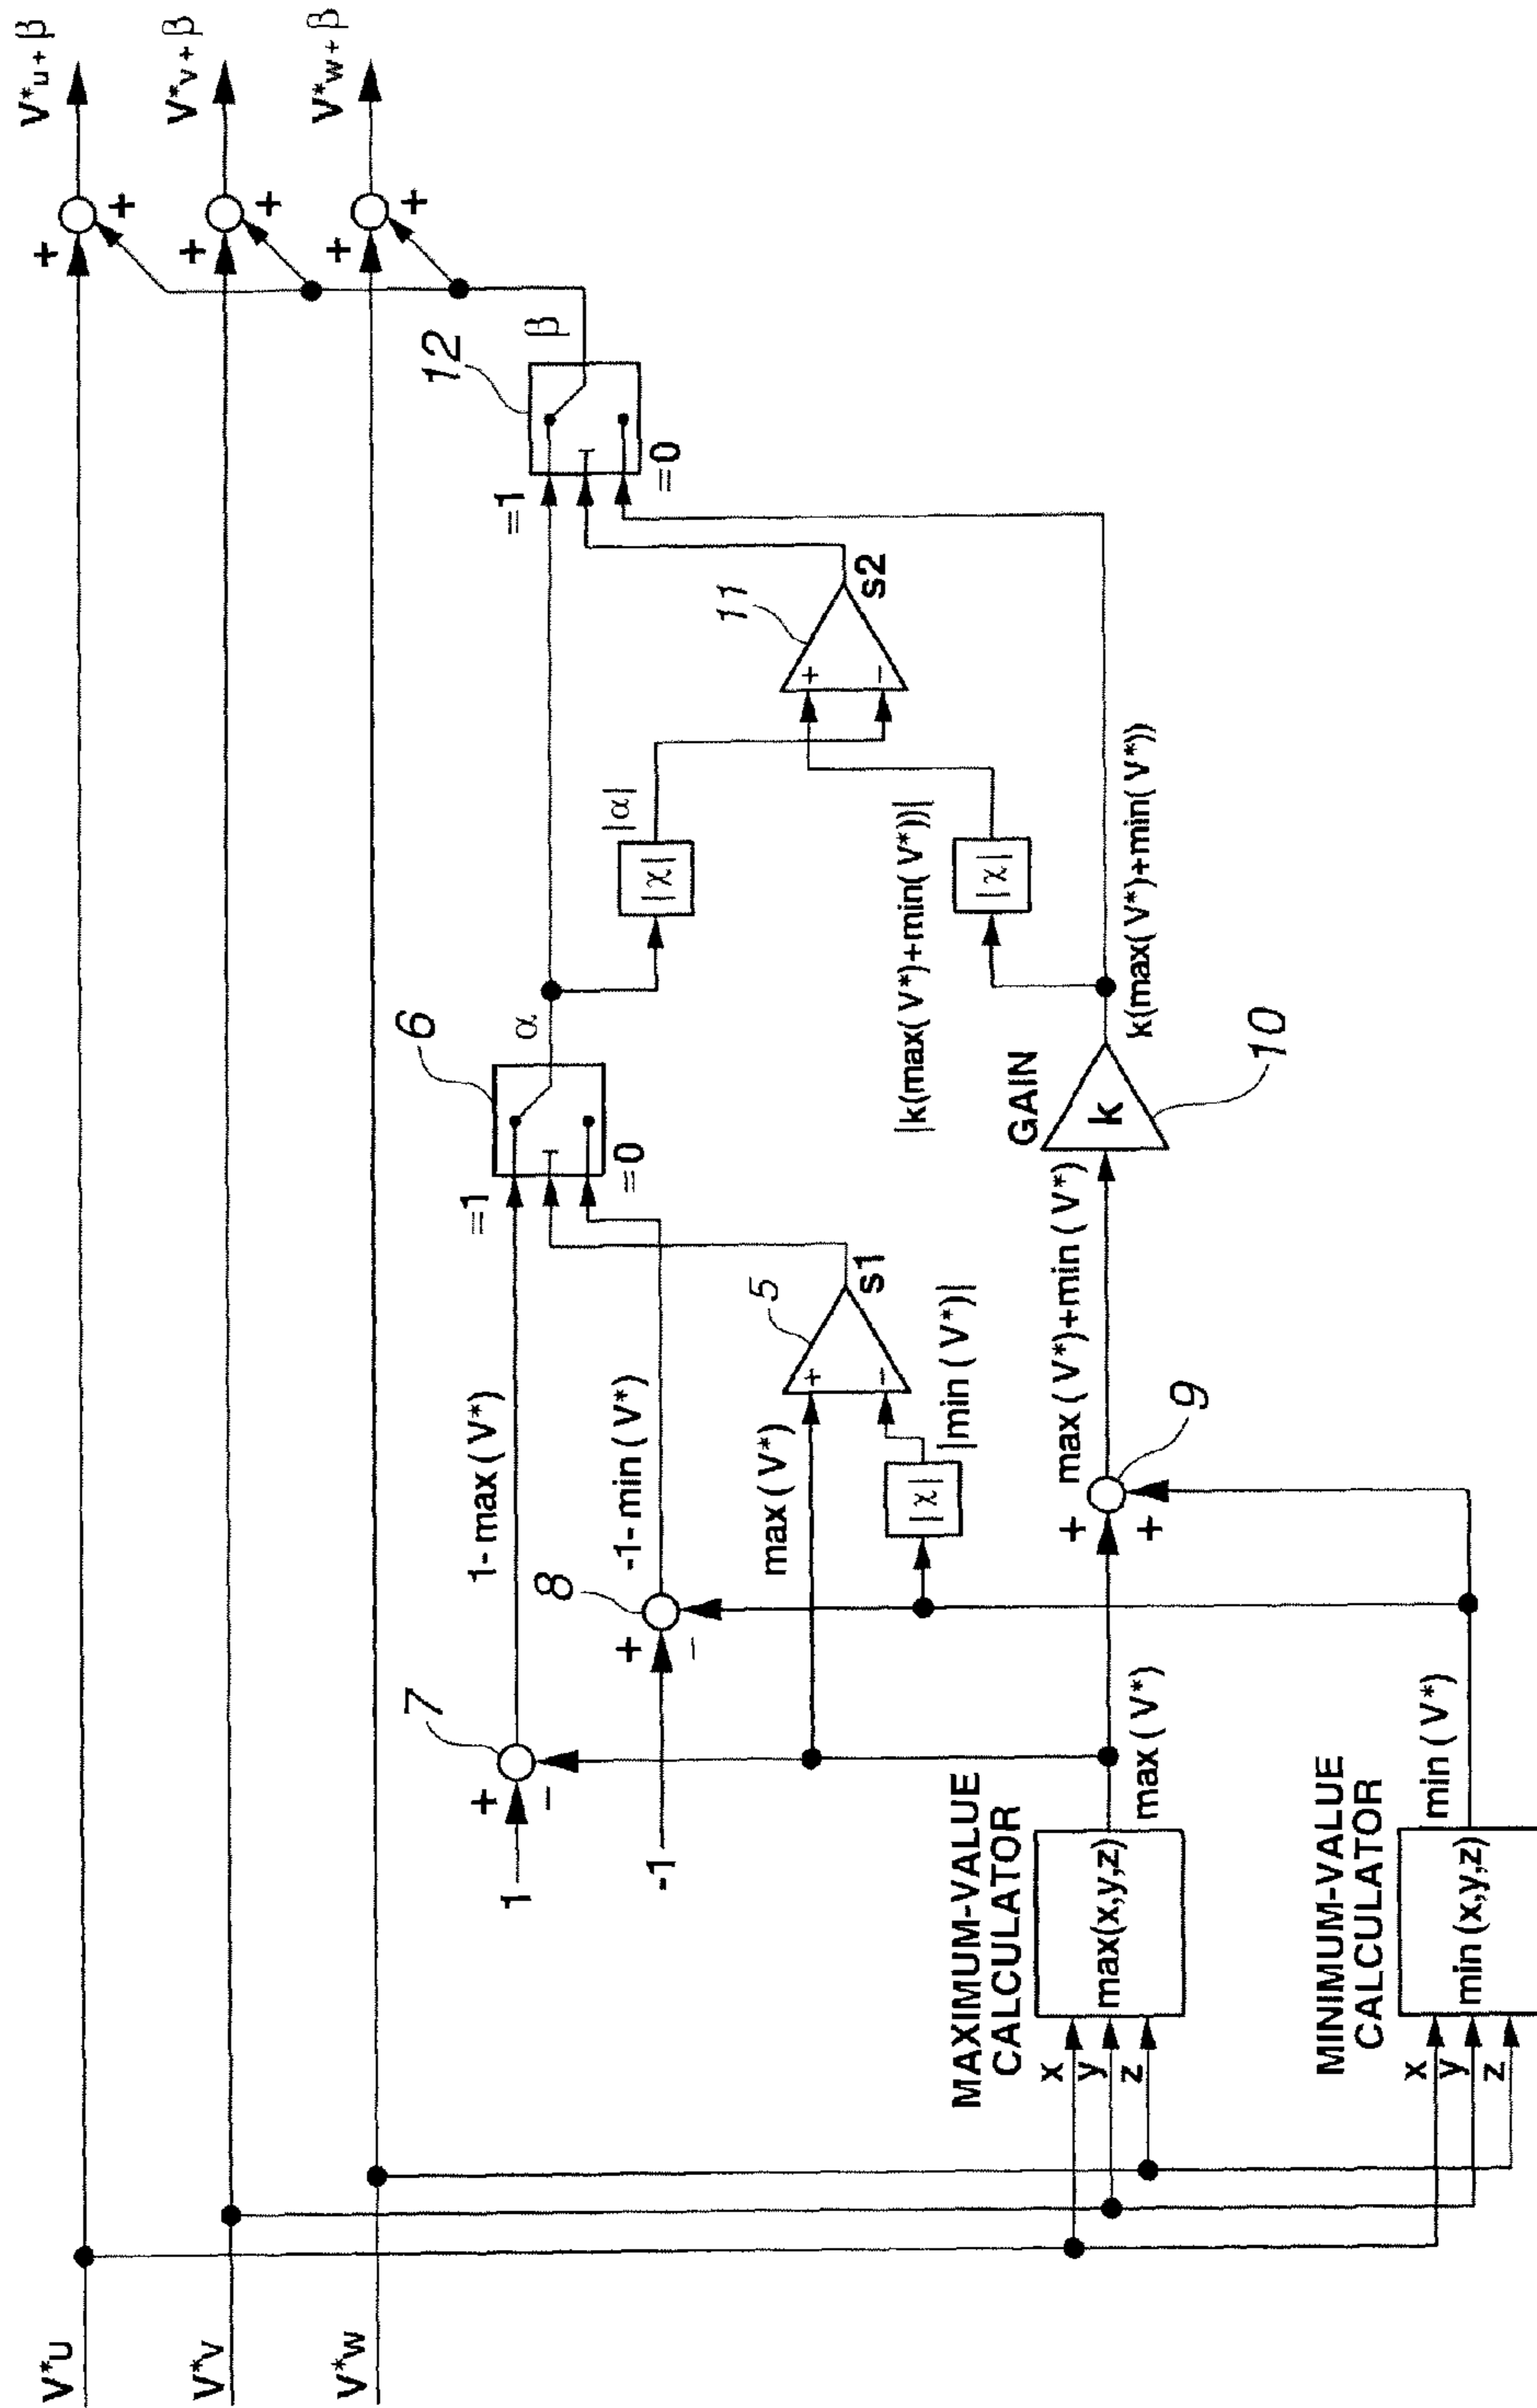 V*U
V*V
V*W
V*u+β
V*v+β
V*w+β
+
+
+
+
+
+
1
+
−
7
1-max(V*)
-1
+
−
8
-1-min(V*)
=1
=0
6
α
max(V*)
|χ|
|min(V*)|
+
−
5
s1
|χ|
|α|
+
−
11
s2
=1
=0
12
β
MAXIMUM-VALUE
CALCULATOR
x
y
z
max(x,y,z)
max(V*)
+
+
9
max(V*)+min(V*)
GAIN
k
10
|k(max(V*)+min(V*))|
|χ|
k(max(V*)+min(V*))
MINIMUM-VALUE
CALCULATOR
x
y
z
min(x,y,z)
min(V*)